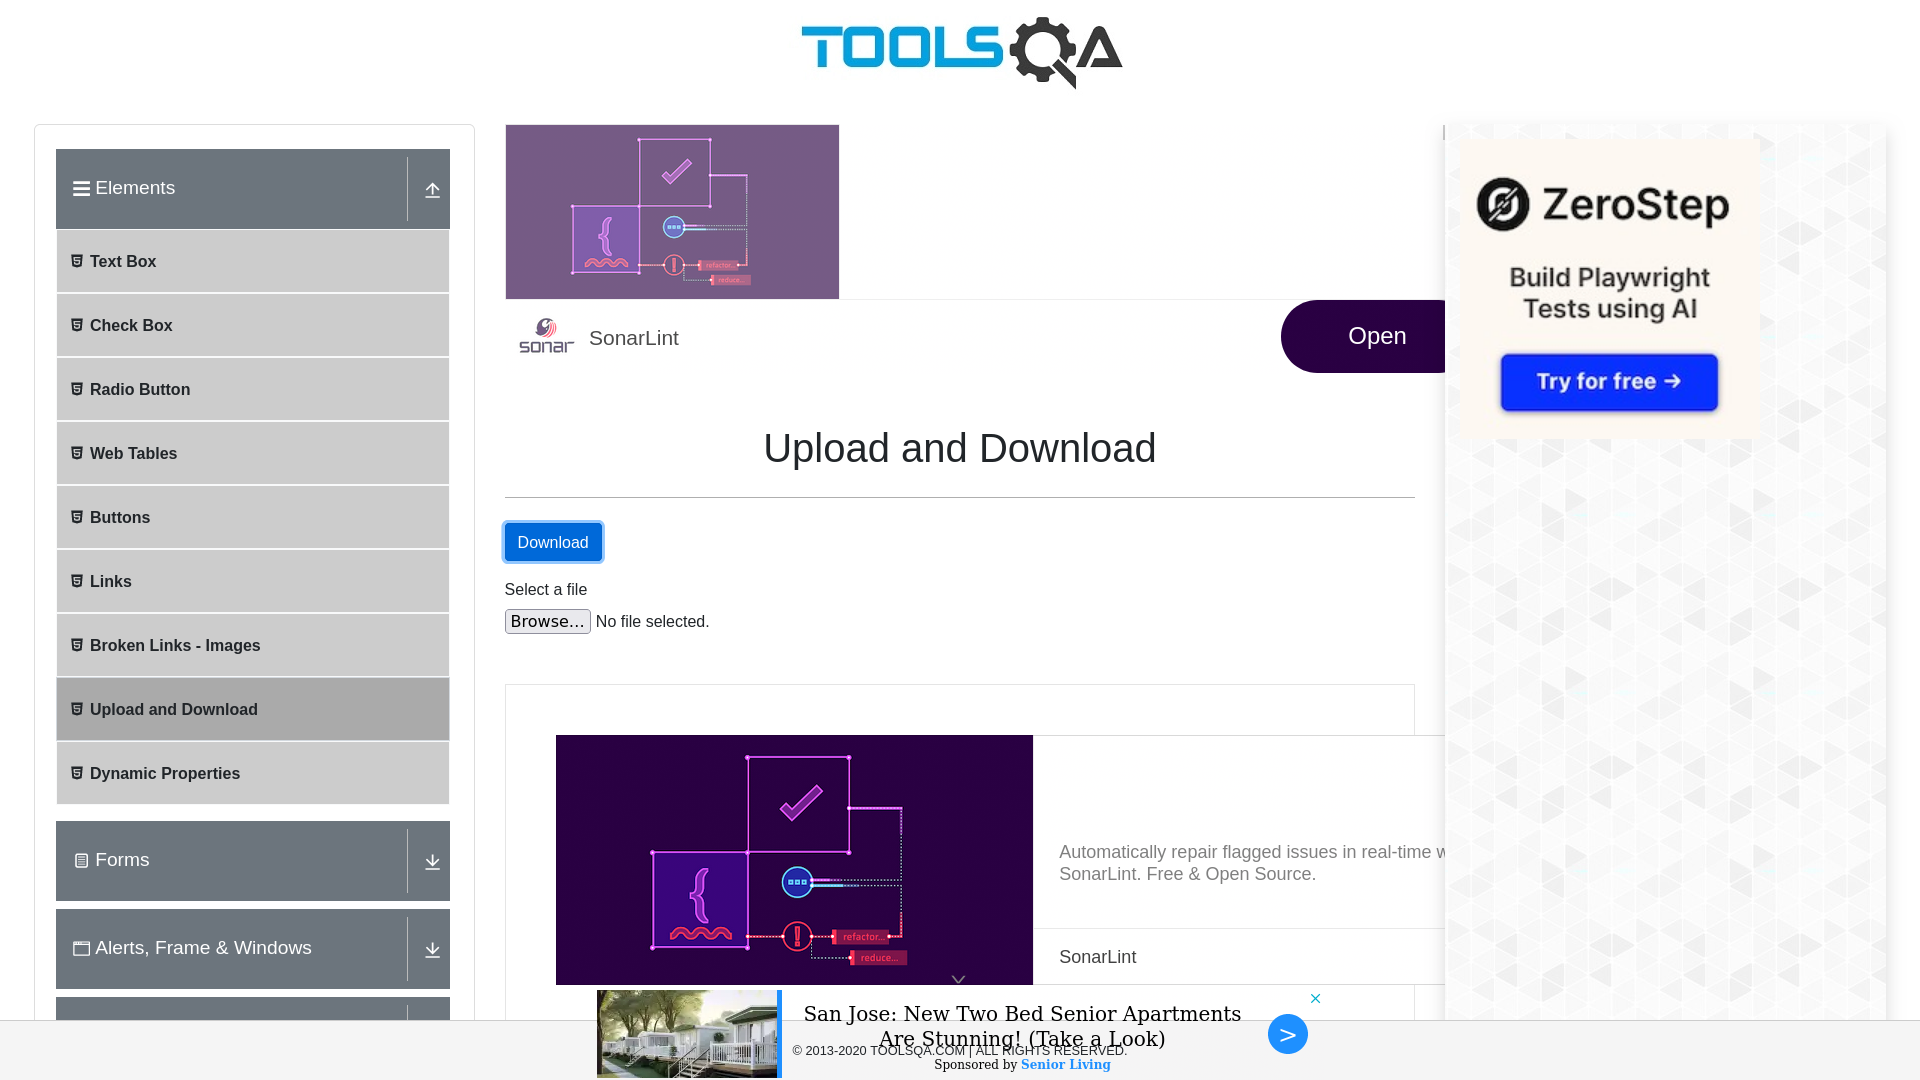 TOOLSQA
Elements
Text Box
Check Box
Radio Button
Web Tables
Buttons
Links
Broken Links - Images
Upload and Download
Dynamic Properties
Forms
Alerts, Frame & Windows
refactor...
reduce...
sonar
SonarLint
Open
Upload and Download
Download
Select a file
Browse...
No file selected.
refactor...
reduce...
Automatically repair flagged issues in real-time
SonarLint. Free & Open Source.
SonarLint
ZeroStep
Build Playwright
Tests using AI
Try for free →
San Jose: New Two Bed Senior Apartments
Are Stunning! (Take a Look)
© 2013-2020 TOOLSQA.COM | ALL RIGHTS RESERVED.
Sponsored by Senior Living